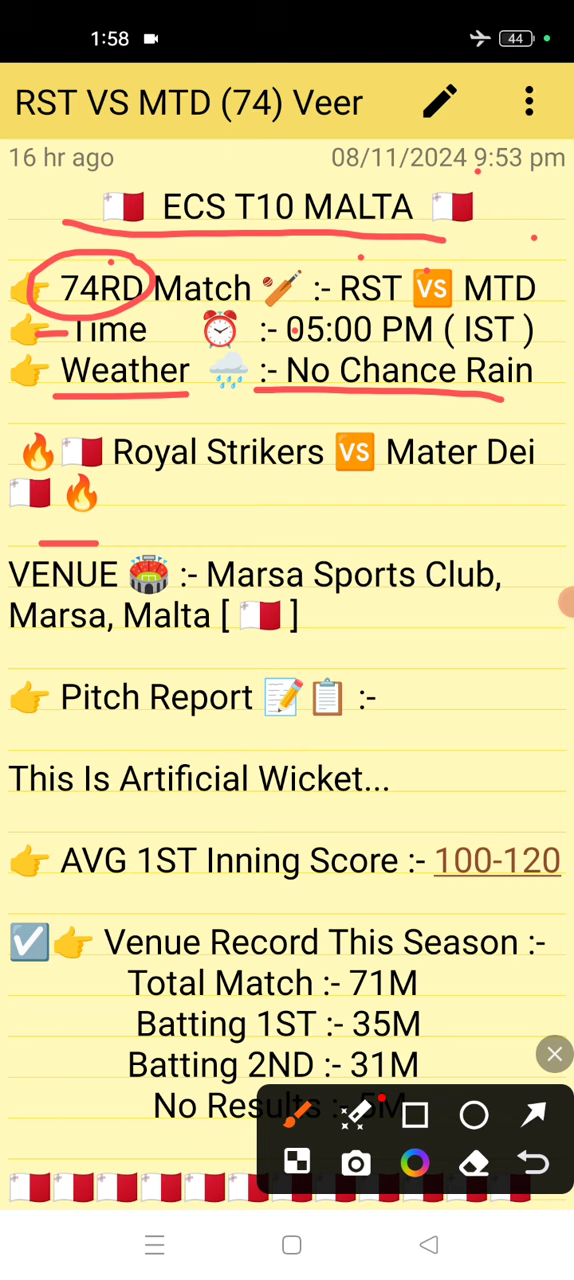 1:58
44
RST VS MTD (74) Veer
16 hr ago 08/11/2024 9:53 pm
🇲🇹 ECS T10 MALTA 🇲🇹
👉 74RD Match 🏏 :- RST 🆚 MTD
👉 Time ⏰ :- 05:00 PM ( IST )
👉 Weather 🌧️ :- No Chance Rain
🔥🇲🇹 Royal Strikers 🆚 Mater Dei
🇲🇹 🔥
VENUE 🏟️ :- Marsa Sports Club,
Marsa, Malta [ 🇲🇹 ]
👉 Pitch Report 📝📋 :-
This Is Artificial Wicket...
👉 AVG 1ST Inning Score :- 100-120
☑️👉 Venue Record This Season :-
Total Match :- 71M
Batting 1ST :- 35M
Batting 2ND :- 31M
No Results :- 5M